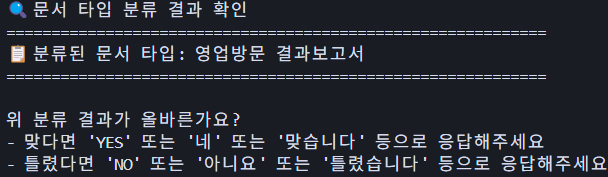 🔍 문서 타입 분류 결과 확인
============================================================
📋 분류된 문서 타입: 영업방문 결과보고서
============================================================
위 분류 결과가 올바른가요?
- 맞다면 'YES' 또는 '네' 또는 '맞습니다' 등으로 응답해주세요
- 틀렸다면 'NO' 또는 '아니요' 또는 '틀렸습니다' 등으로 응답해주세요